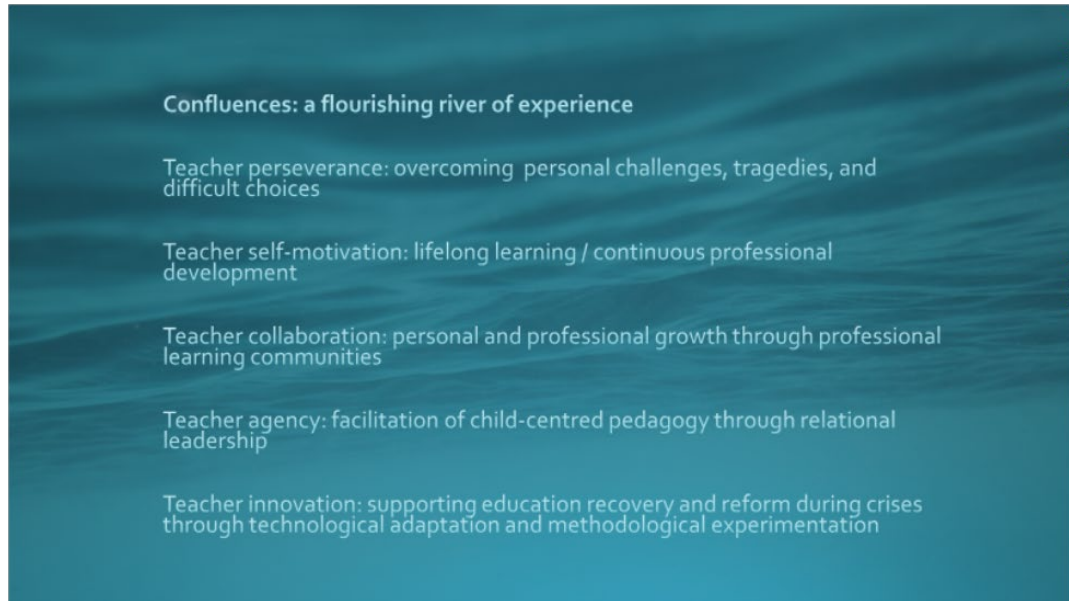 Confluences: a flourishing river of experience
Teacher perseverance: overcoming personal challenges, tragedies, and
difficult choices
Teacher self-motivation: lifelong learning / continuous professional
development
Teacher collaboration: personal and professional growth through professional
learning communities
Teacher agency: facilitation of child-centred pedagogy through relational
leadership
Teacher innovation: supporting education recovery and reform during crises
through technological adaptation and methodological experimentation